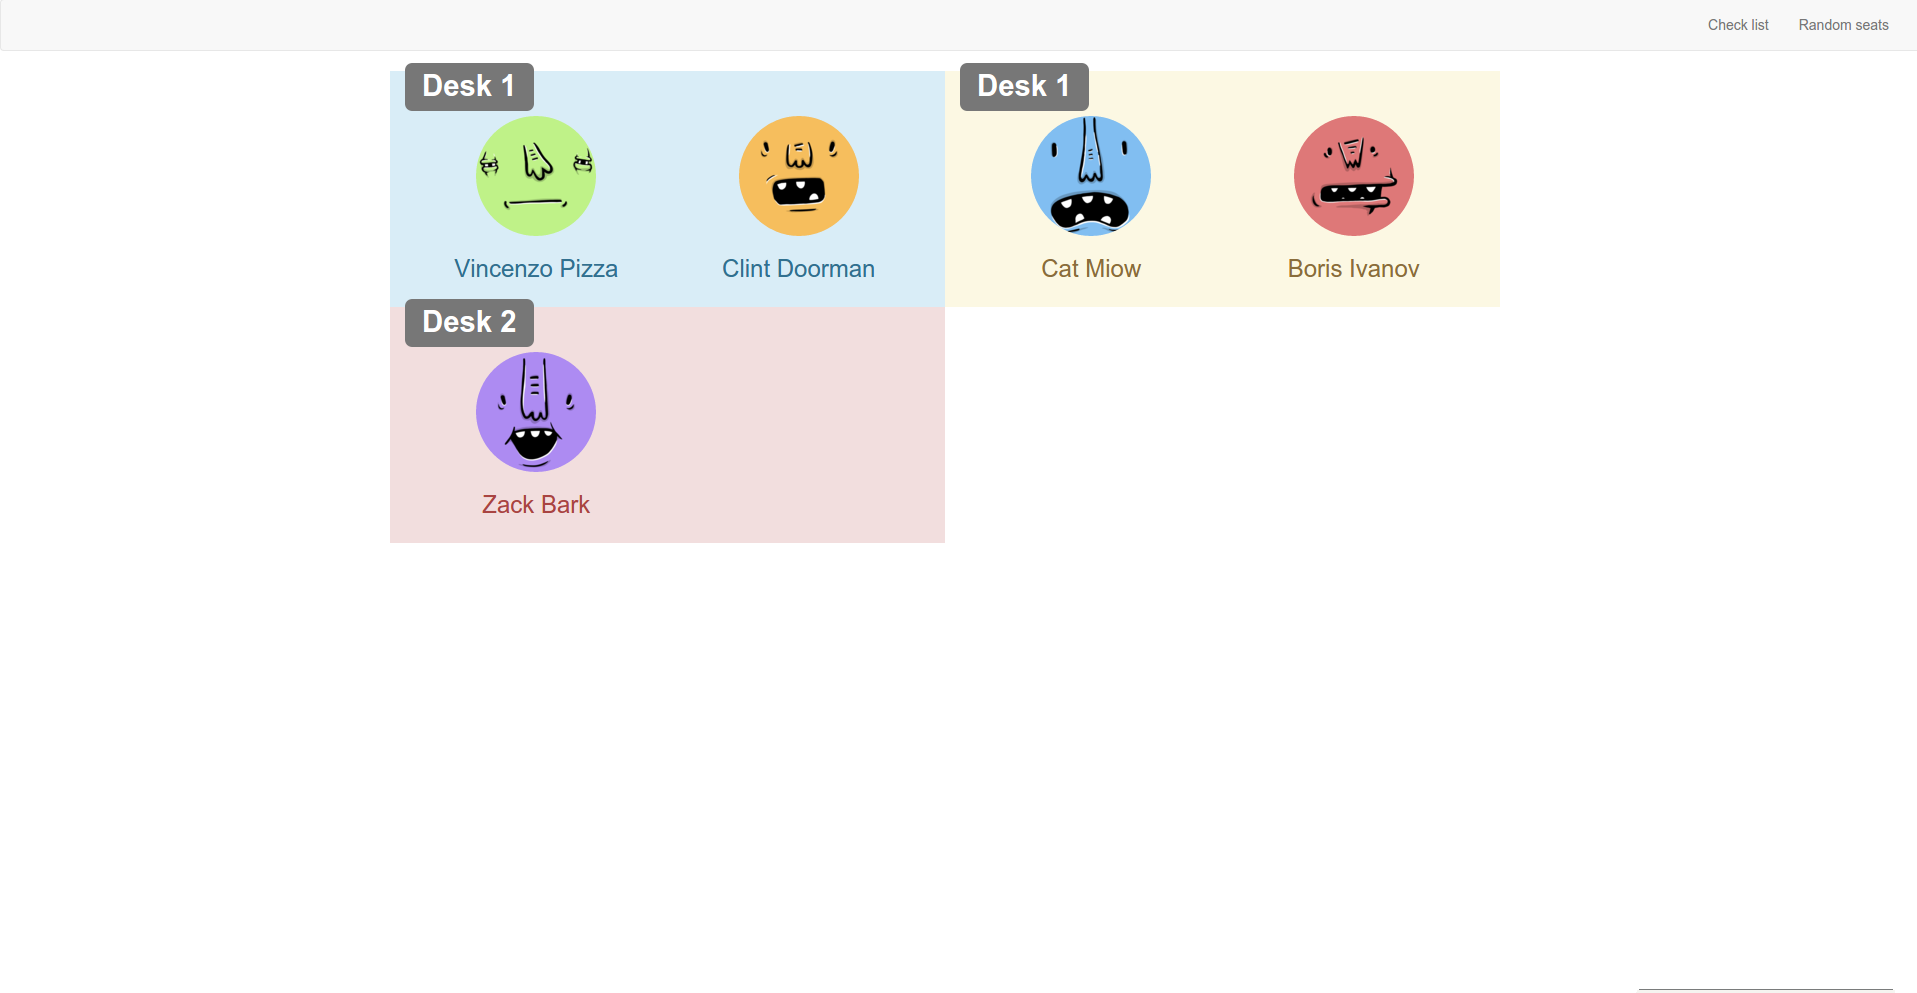 Check list Random seats
Desk 1 Desk 1
Vincenzo Pizza Clint Doorman Cat Miow Boris Ivanov
Desk 2
Zack Bark